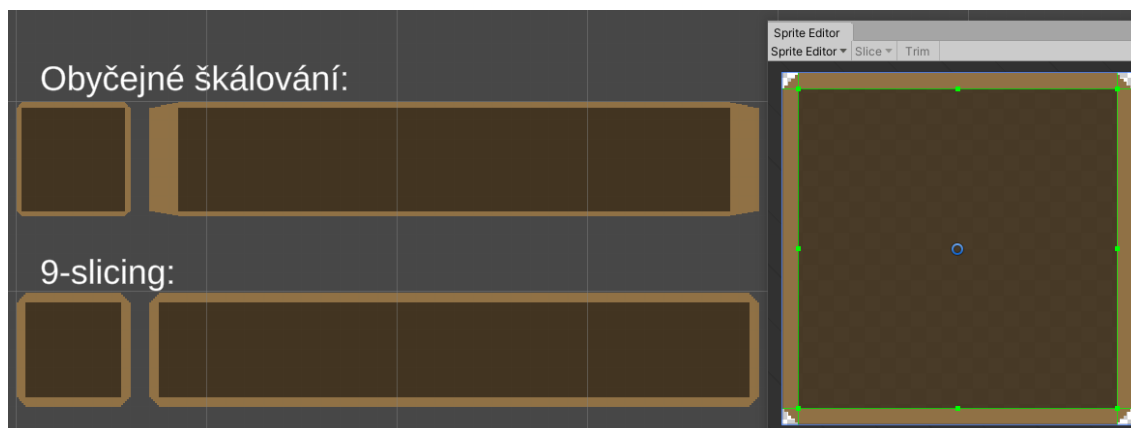 Obyčejné škálování:
9-slicing:
Sprite Editor
Sprite Editor Slice Trim